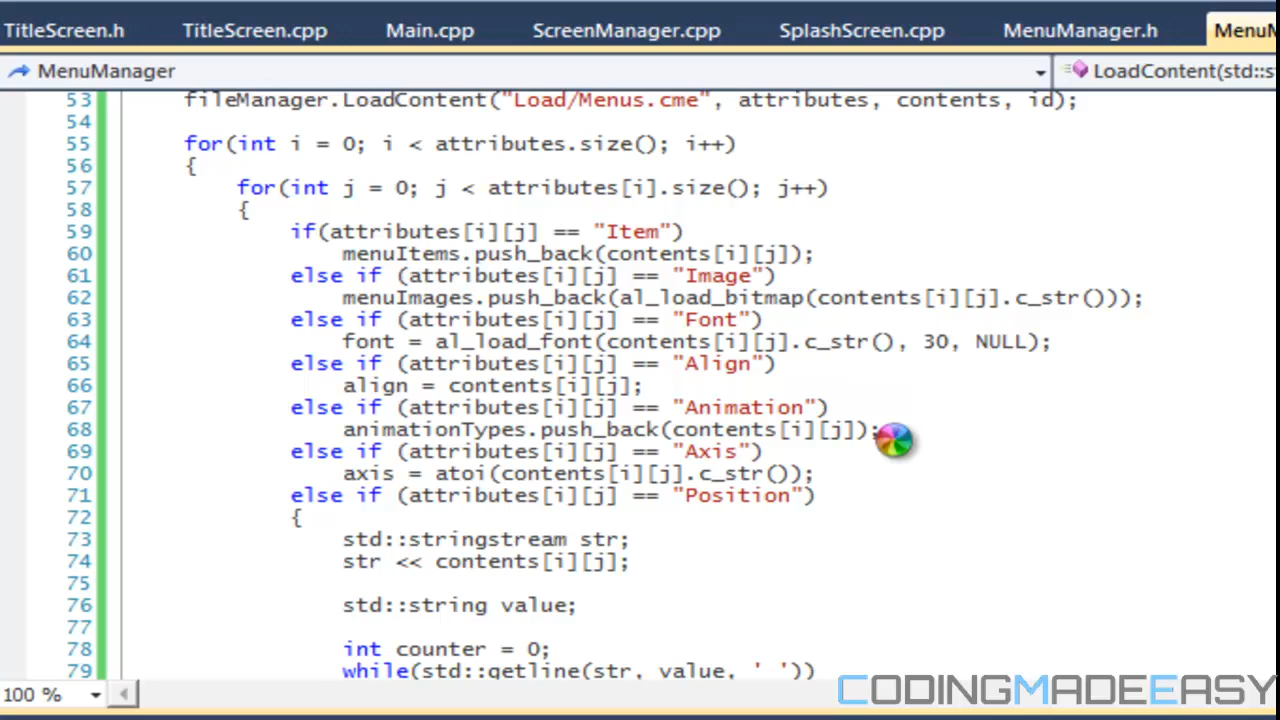 TitleScreen.h TitleScreen.cpp Main.cpp ScreenManager.cpp SplashScreen.cpp MenuManager.h MenuM
MenuManager LoadContent(std::s
53 fileManager.LoadContent("Load/Menus.cme", attributes, contents, id);
54
55 for(int i = 0; i < attributes.size(); i++)
56 {
57 for(int j = 0; j < attributes[i].size(); j++)
58 {
59 if(attributes[i][j] == "Item")
60 menuItems.push_back(contents[i][j]);
61 else if (attributes[i][j] == "Image")
62 menuImages.push_back(al_load_bitmap(contents[i][j].c_str()));
63 else if (attributes[i][j] == "Font")
64 font = al_load_font(contents[i][j].c_str(), 30, NULL);
65 else if (attributes[i][j] == "Align")
66 align = contents[i][j];
67 else if (attributes[i][j] == "Animation")
68 animationTypes.push_back(contents[i][j]);
69 else if (attributes[i][j] == "Axis")
70 axis = atoi(contents[i][j].c_str());
71 else if (attributes[i][j] == "Position")
72 {
73 std::stringstream str;
74 str << contents[i][j];
75
76 std::string value;
77
78 int counter = 0;
79 while(std::getline(str, value, ' '))
100 %
CODINGMADEEASY